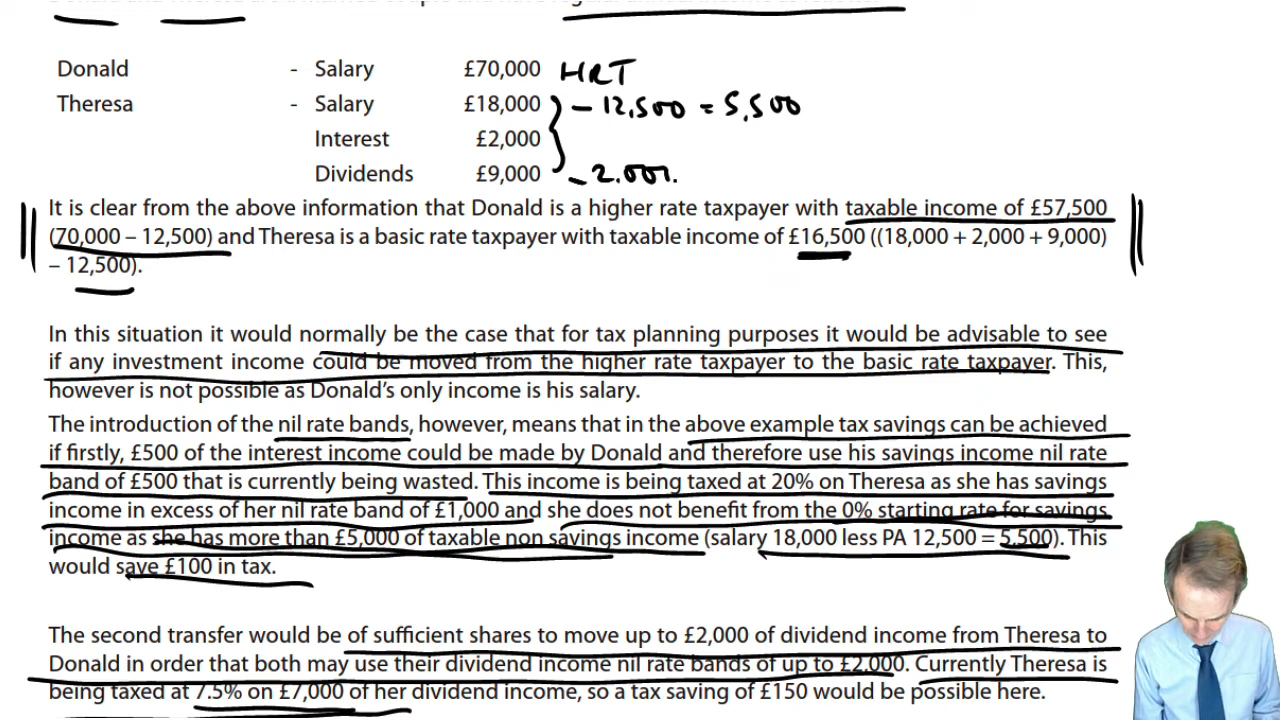 Donald - Salary £70,000 HRT
Theresa - Salary £18,000 - 12,500 = 5,500
Interest £2,000
Dividends £9,000 - 2.000.
It is clear from the above information that Donald is a higher rate taxpayer with taxable income of £57,500
(70,000 – 12,500) and Theresa is a basic rate taxpayer with taxable income of £16,500 ((18,000 + 2,000 + 9,000)
– 12,500).
In this situation it would normally be the case that for tax planning purposes it would be advisable to see
if any investment income could be moved from the higher rate taxpayer to the basic rate taxpayer. This,
however is not possible as Donald’s only income is his salary.
The introduction of the nil rate bands, however, means that in the above example tax savings can be achieved
if firstly, £500 of the interest income could be made by Donald and therefore use his savings income nil rate
band of £500 that is currently being wasted. This income is being taxed at 20% on Theresa as she has savings
income in excess of her nil rate band of £1,000 and she does not benefit from the 0% starting rate for savings
income as she has more than £5,000 of taxable non savings income (salary 18,000 less PA 12,500 = 5,500). This
would save £100 in tax.
The second transfer would be of sufficient shares to move up to £2,000 of dividend income from Theresa to
Donald in order that both may use their dividend income nil rate bands of up to £2,000. Currently Theresa is
being taxed at 7.5% on £7,000 of her dividend income, so a tax saving of £150 would be possible here.